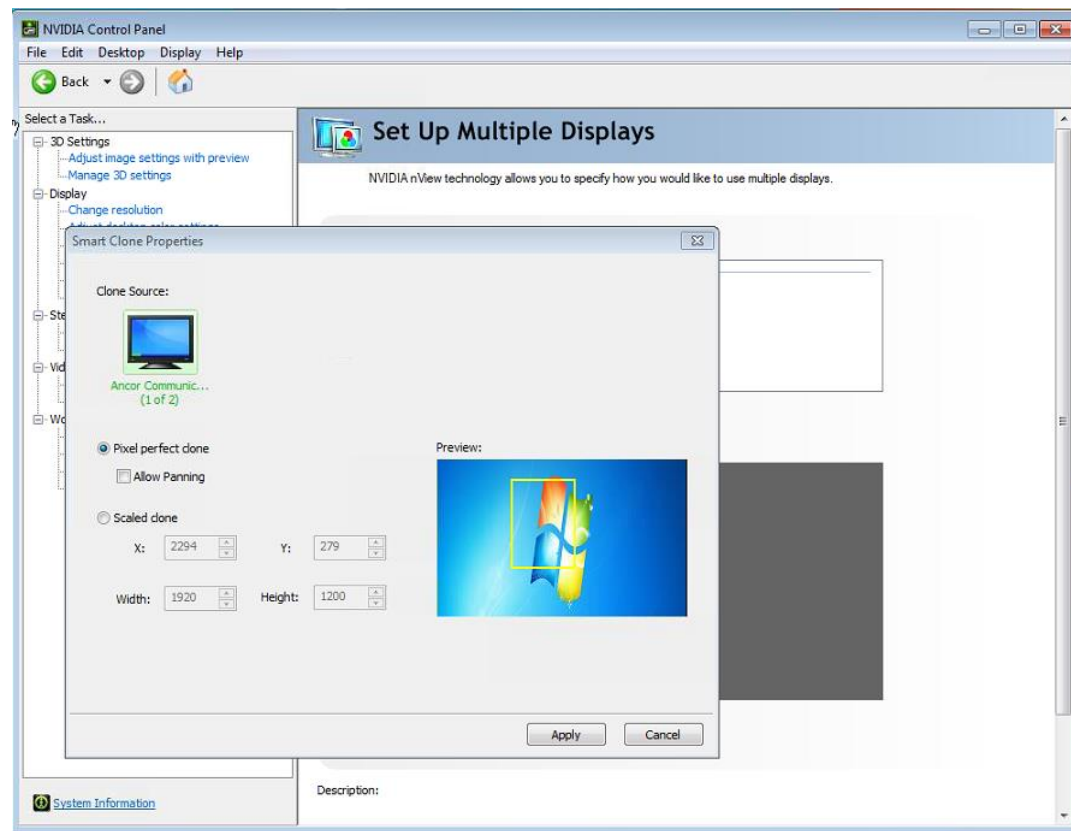 NVIDIA Control Panel
File Edit Desktop Display Help
Back
Select a Task...
3D Settings
Adjust image settings with preview
Manage 3D settings
Display
Change resolution
Set Up Multiple Displays
NVIDIA nView technology allows you to specify how you would like to use multiple displays.
Smart Clone Properties
Clone Source:
Ancor Communic...
(1 of 2)
Pixel perfect clone
Allow Panning
Scaled clone
X: 2294 Y: 279
Width: 1920 Height: 1200
Preview:
Apply Cancel
Ste
Vid
Wo
System Information
Description: